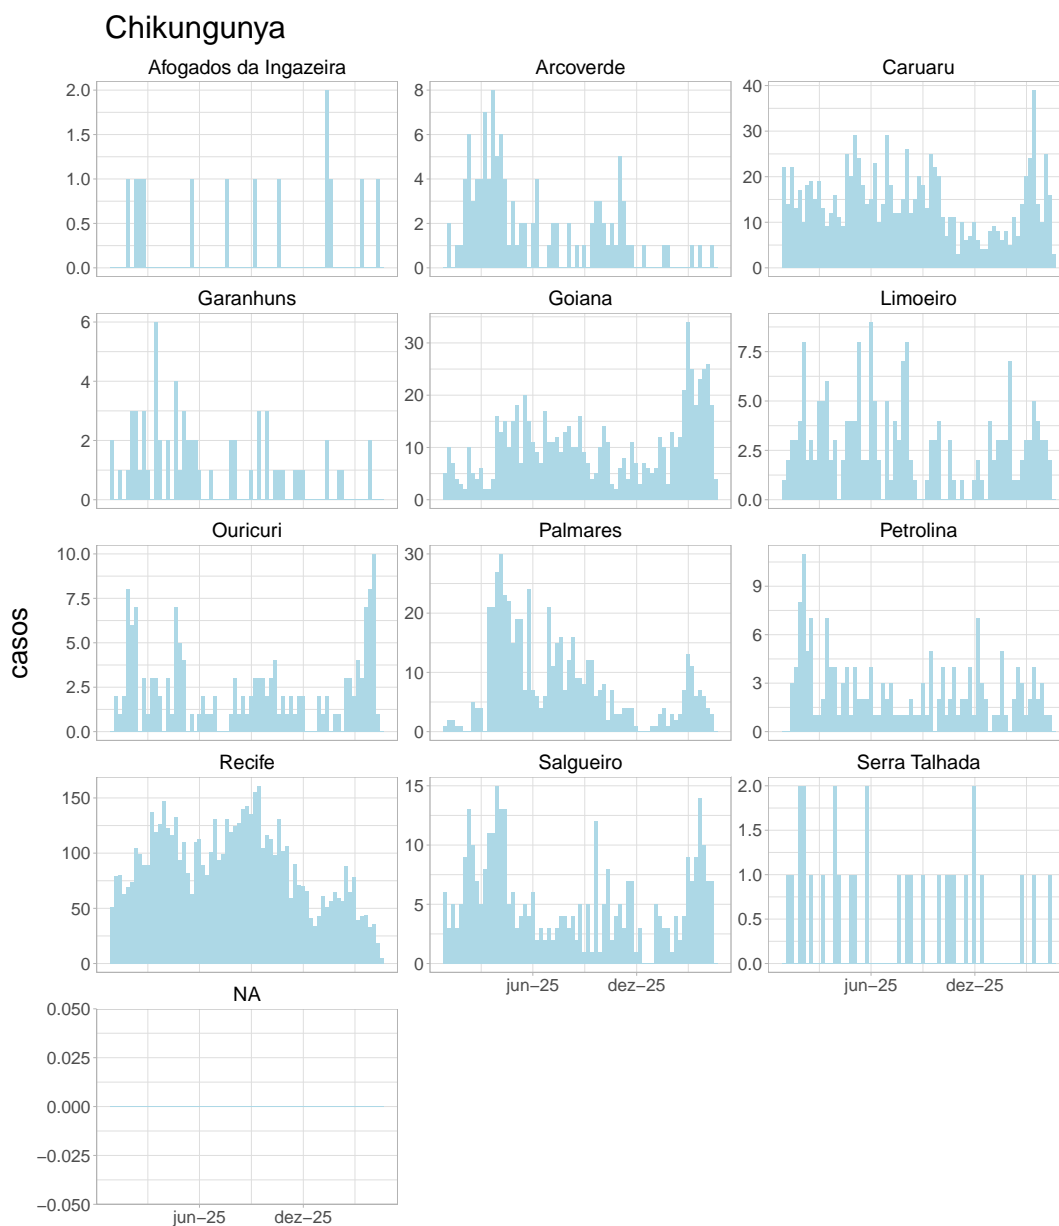 Chikungunya
Afogados da Ingazeira
Arcoverde
Caruaru
2.0
1.5
1.0
0.5
0.0
8
6
4
2
0
40
30
20
10
0
Garanhuns
Goiana
Limoeiro
6
4
2
0
30
20
10
0
7.5
5.0
2.5
0.0
Ouricuri
Palmares
Petrolina
10.0
7.5
5.0
2.5
0.0
30
20
10
0
9
6
3
0
casos
Recife
Salgueiro
Serra Talhada
150
100
50
0
15
10
5
0
2.0
1.5
1.0
0.5
0.0
jun−25
dez−25
jun−25
dez−25
NA
0.050
0.025
0.000
−0.025
−0.050
jun−25
dez−25